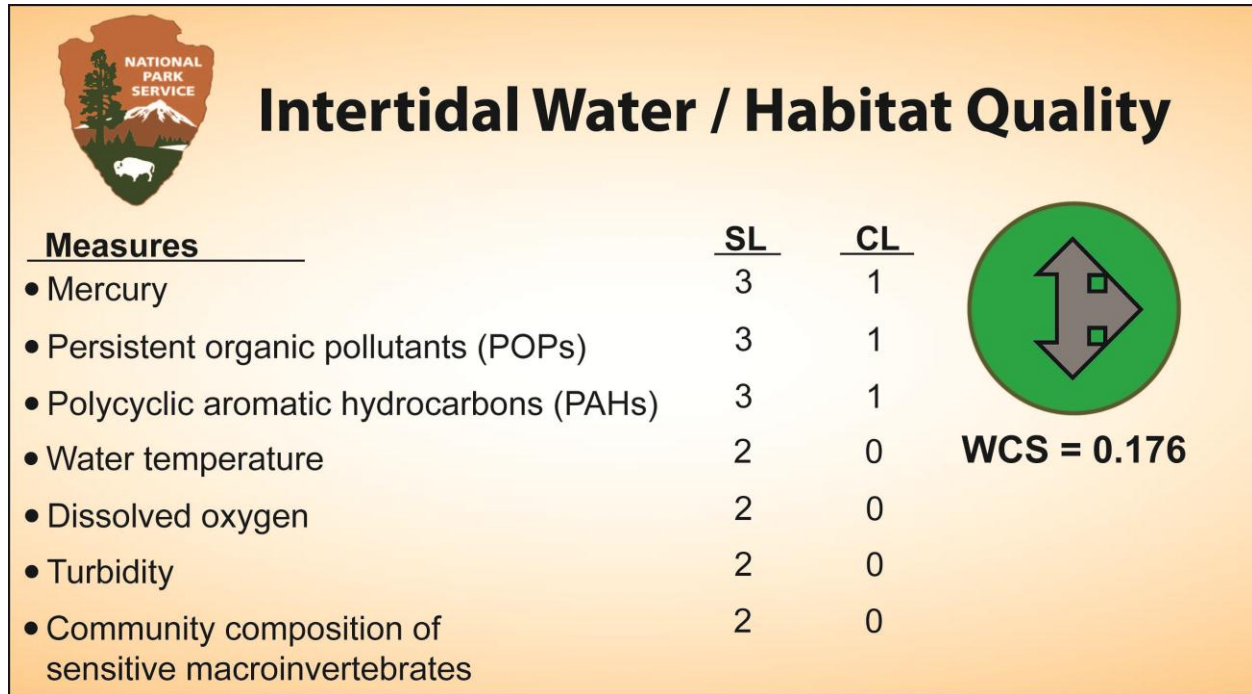 NATIONAL
PARK
SERVICE
Intertidal Water / Habitat Quality
Measures SL CL
• Mercury 3 1
• Persistent organic pollutants (POPs) 3 1
• Polycyclic aromatic hydrocarbons (PAHs) 3 1
• Water temperature 2 0
• Dissolved oxygen 2 0
• Turbidity 2 0
• Community composition of 2 0
sensitive macroinvertebrates
WCS = 0.176